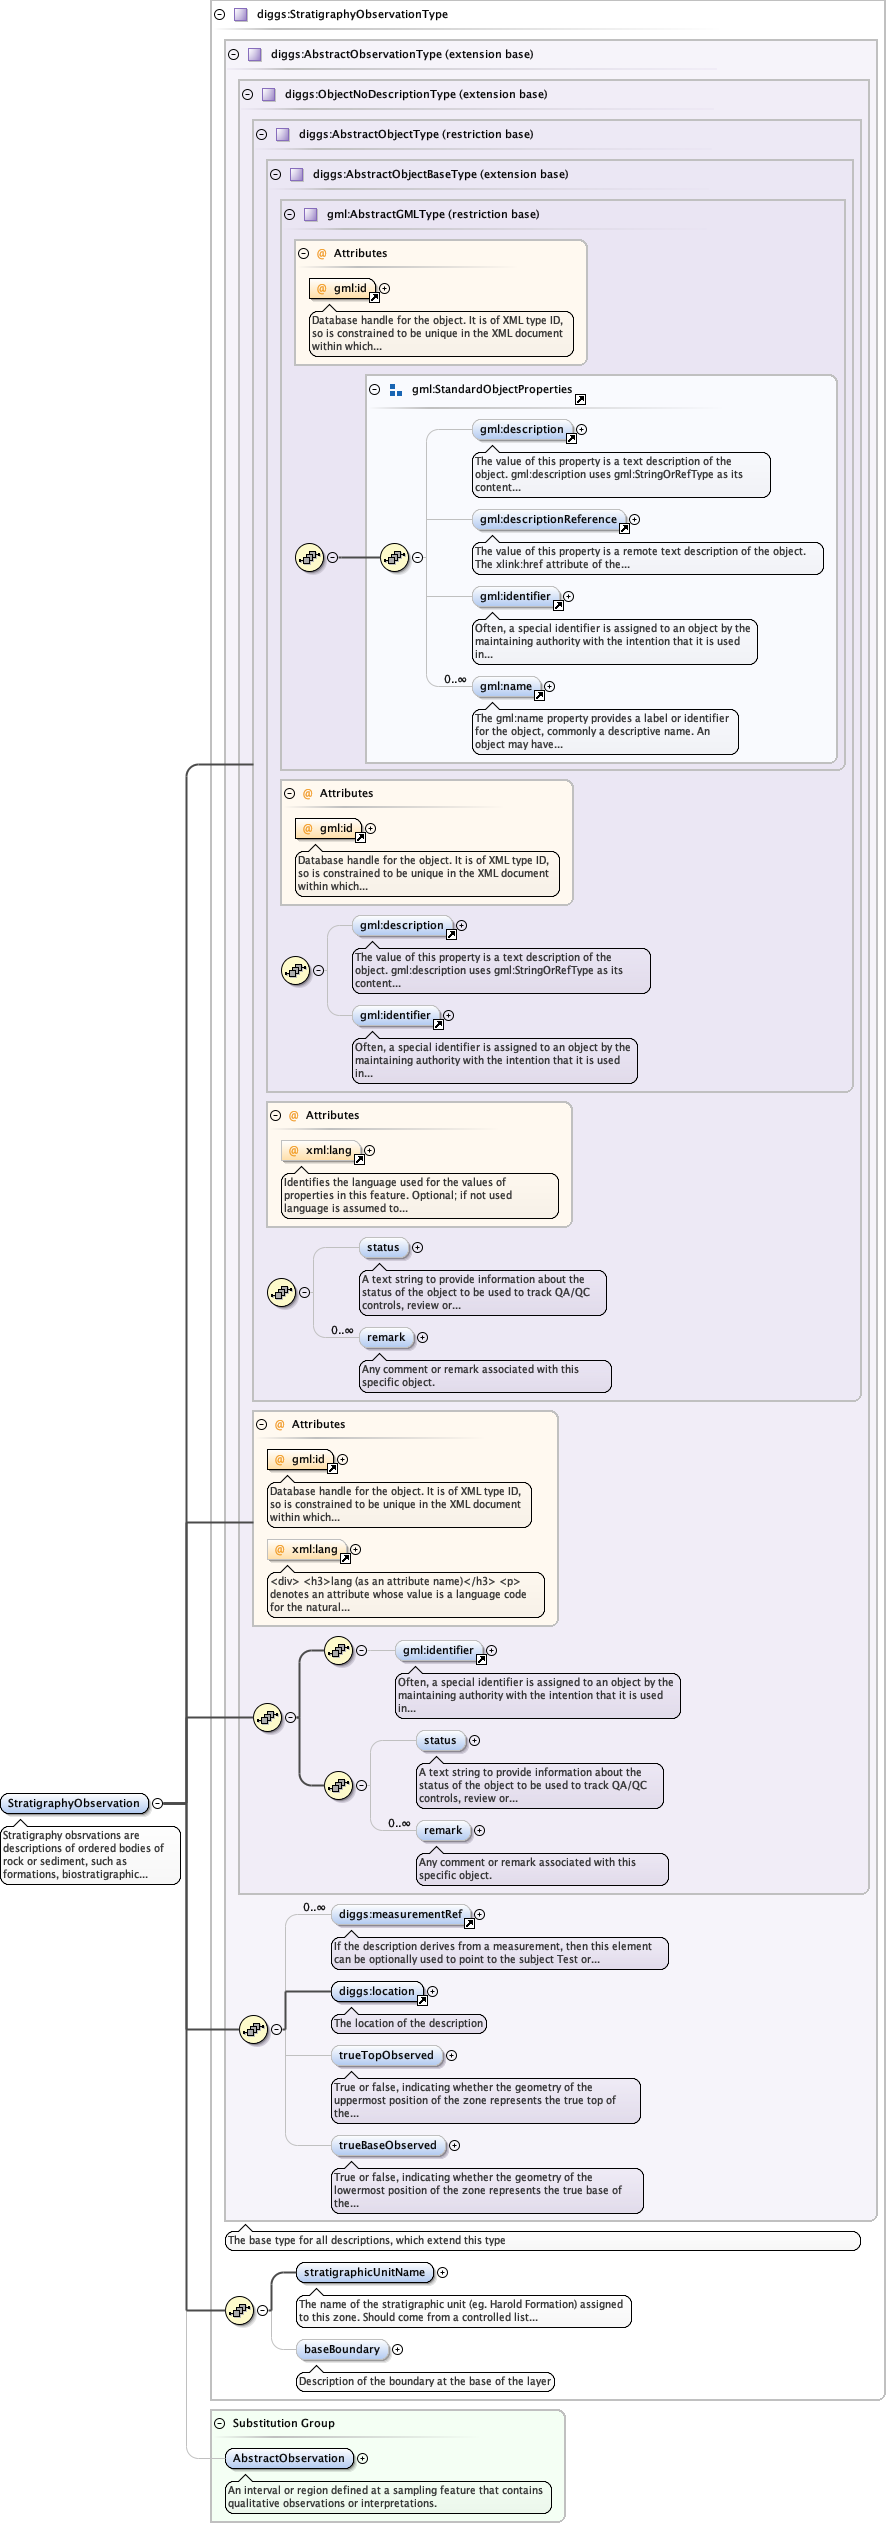 diggs:StratigraphyObservationType
diggs:AbstractObservationType (extension base)
diggs:ObjectNoDescriptionType (extension base)
diggs:AbstractObjectType (restriction base)
diggs:AbstractObjectBaseType (extension base)
gml:AbstractGMLType (restriction base)
@ Attributes
@ gml:id
Database handle for the object. It is of XML type ID,
so is constrained to be unique in the XML document
within which...
gml:StandardObjectProperties
gml:description
The value of this property is a text description of the
object. gml:description uses gml:StringOrRefType as its
content...
gml:descriptionReference
The value of this property is a remote text description of the object.
The xlink:href attribute of the...
gml:identifier
Often, a special identifier is assigned to an object by the
maintaining authority with the intention that it is used
in...
0..∞
gml:name
The gml:name property provides a label or identifier
for the object, commonly a descriptive name. An
object may have...
@ Attributes
@ gml:id
Database handle for the object. It is of XML type ID,
so is constrained to be unique in the XML document
within which...
gml:description
The value of this property is a text description of the
object. gml:description uses gml:StringOrRefType as its
content...
gml:identifier
Often, a special identifier is assigned to an object by the
maintaining authority with the intention that it is used
in...
@ Attributes
@ xml:lang
Identifies the language used for the values of
properties in this feature. Optional; if not used
language is assumed to...
status
A text string to provide information about the
status of the object to be used to track QA/QC
controls, review or...
0..∞
remark
Any comment or remark associated with this
specific object.
@ Attributes
@ gml:id
Database handle for the object. It is of XML type ID,
so is constrained to be unique in the XML document
within which...
@ xml:lang
<div> <h3>lang (as an attribute name)</h3> <p>
denotes an attribute whose value is a language code
for the natural...
gml:identifier
Often, a special identifier is assigned to an object by the
maintaining authority with the intention that it is used
in...
status
A text string to provide information about the
status of the object to be used to track QA/QC
controls, review or...
0..∞
remark
Any comment or remark associated with this
specific object.
StratigraphyObservation
Stratigraphy obsrvations are
descriptions of ordered bodies of
rock or sediment, such as
formations, biostratigraphic...
0..∞
diggs:measurementRef
If the description derives from a measurement, then this element
can be optionally used to point to the subject Test or...
diggs:location
The location of the description
trueTopObserved
True or false, indicating whether the geometry of the
uppermost position of the zone represents the true top of
the...
trueBaseObserved
True or false, indicating whether the geometry of the
lowermost position of the zone represents the true base of
the...
The base type for all descriptions, which extend this type
stratigraphicUnitName
The name of the stratigraphic unit (eg. Harold Formation) assigned
to this zone. Should come from a controlled list...
baseBoundary
Description of the boundary at the base of the layer
Substitution Group
AbstractObservation
An interval or region defined at a sampling feature that contains
qualitative observations or interpretations.